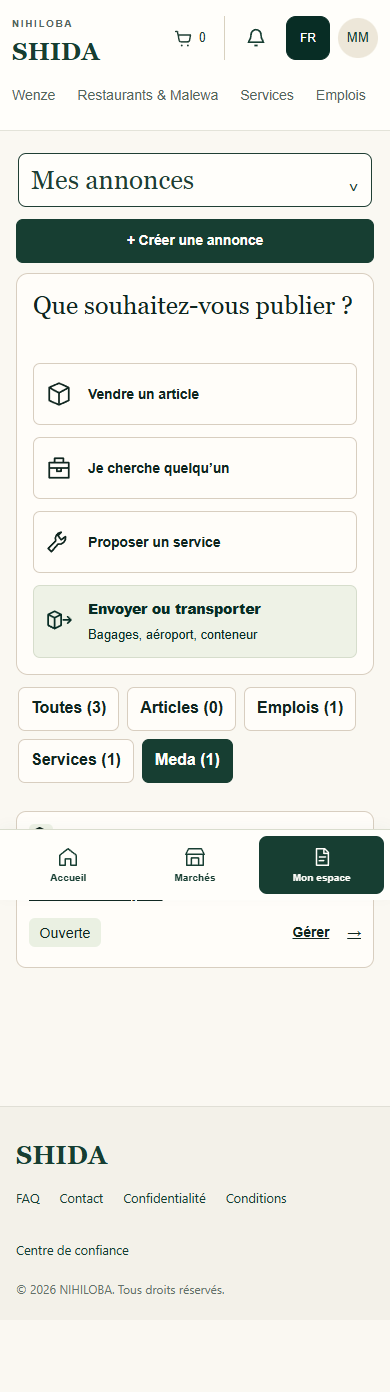 NIHILOBA
SHIDA
0
FR
MM
Wenze Restaurants & Malewa Services Emplois
Mes annonces
+ Créer une annonce
Que souhaitez-vous publier ?
Vendre un article
Je cherche quelqu'un
Proposer un service
Envoyer ou transporter
Bagages, aéroport, conteneur
Toutes (3) Articles (0) Emplois (1)
Services (1) Meda (1)
Accueil Marchés Mon espace
Ouverte Gérer →
SHIDA
FAQ Contact Confidentialité Conditions
Centre de confiance
© 2026 NIHILOBA. Tous droits réservés.